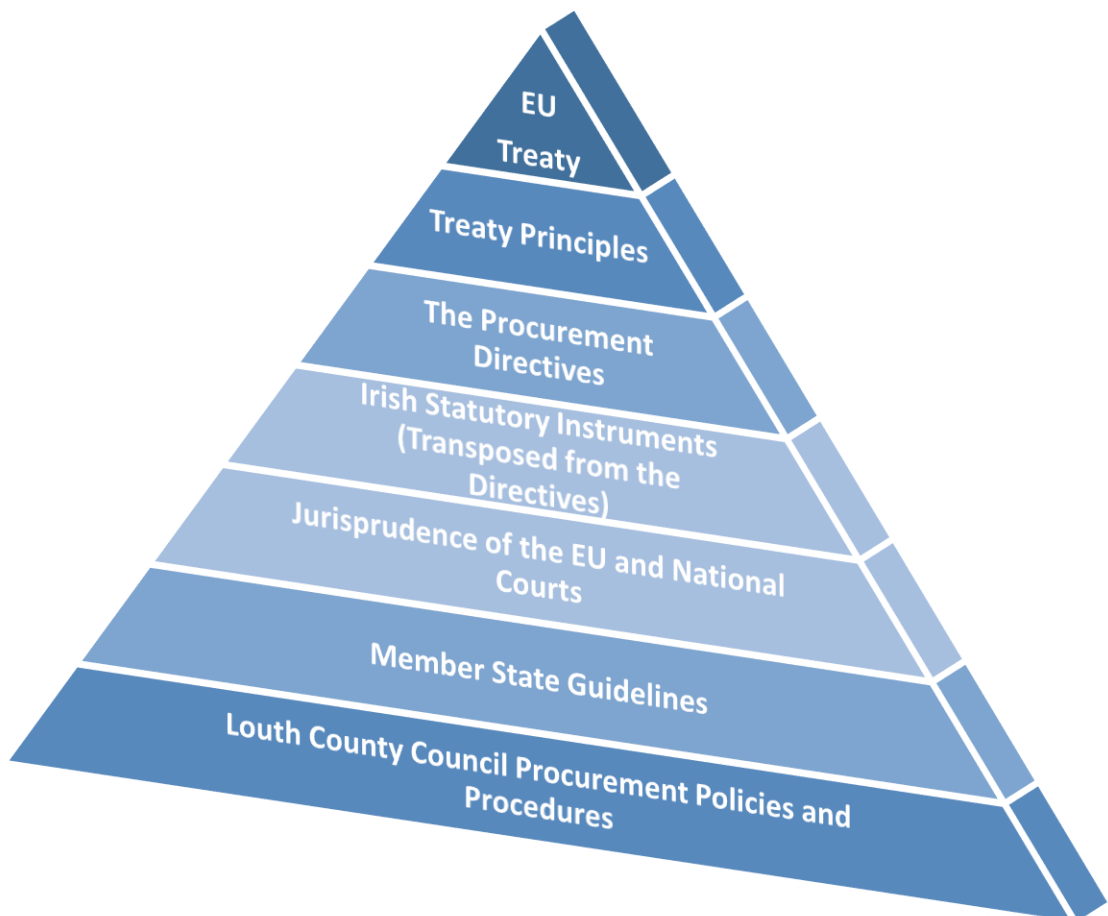 EU
Treaty
Treaty Principles
The Procurement
Directives
Irish Statutory Instruments
(Transposed from the
Directives)
Jurisprudence of the EU and National
Courts
Member State Guidelines
Louth County Council Procurement Policies and
Procedures